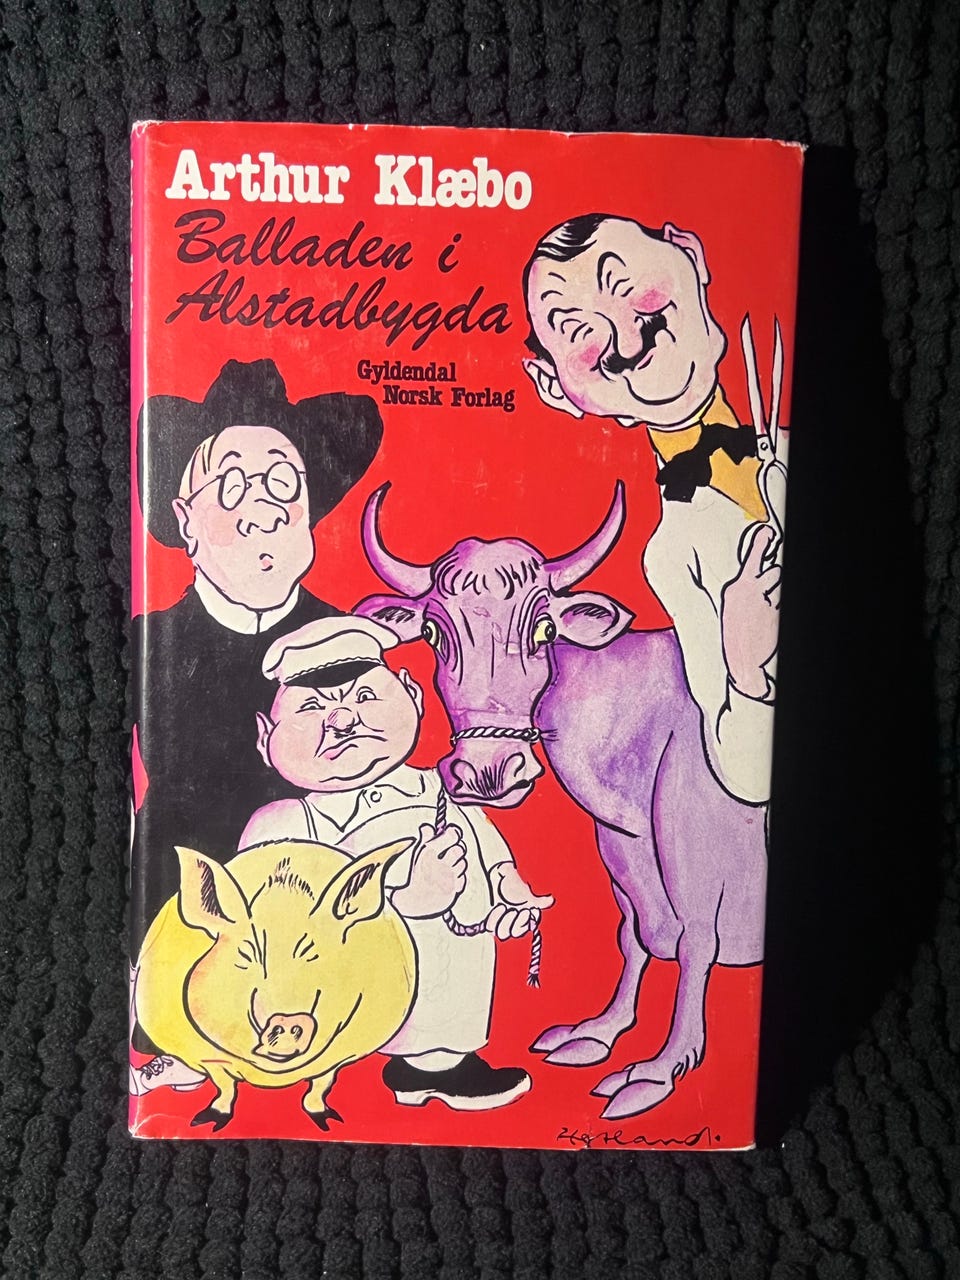 Arthur Klæbo
Balladen i
Alstadbygda
Gyldendal
Norsk Forlag